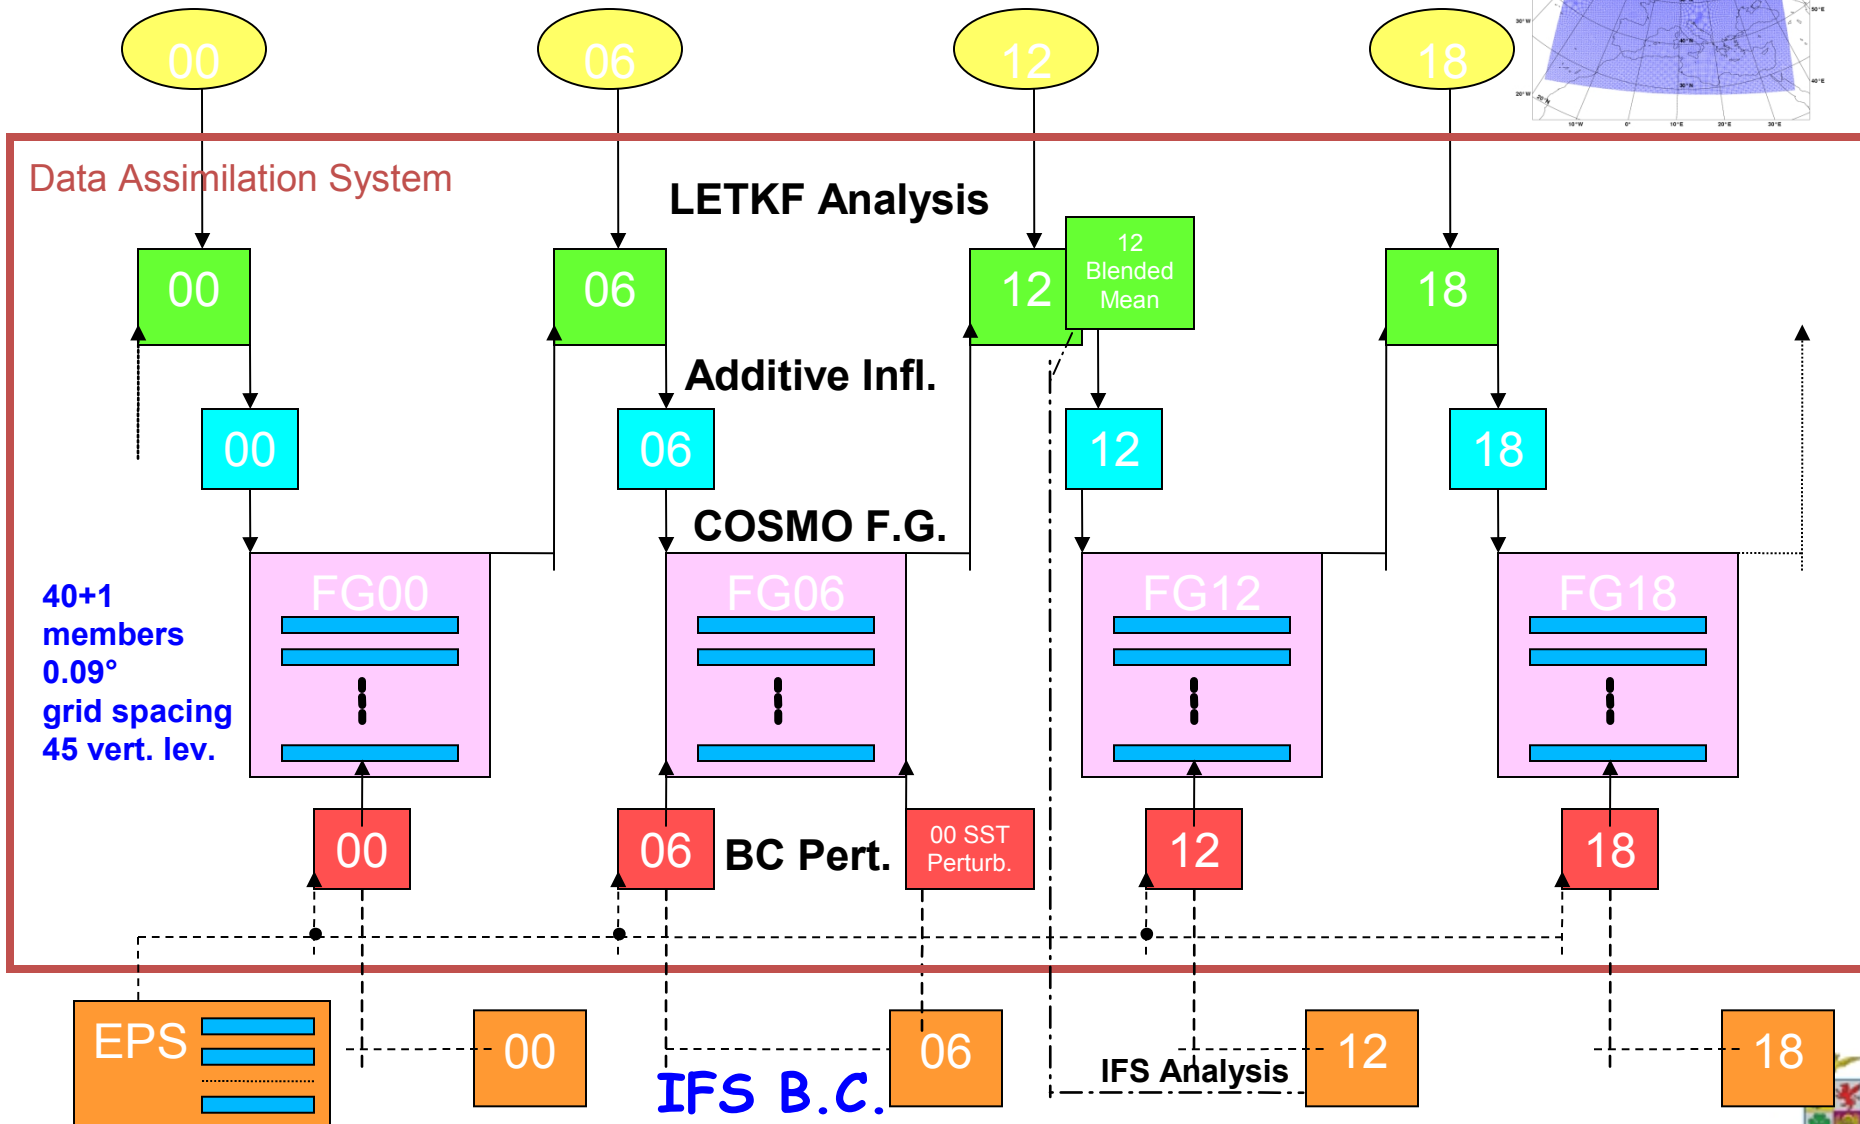 00
06
12
18
Data Assimilation System
LETKF Analysis
00
06
12
12
Blended
Mean
18
Additive Infl.
00
06
12
18
COSMO F.G.
FG00
FG06
FG12
FG18
40+1
members
0.09°
grid spacing
45 vert. lev.
00
06
BC Pert.
00 SST
Perturb.
12
18
EPS
00
IFS B.C.
06
IFS Analysis
12
18